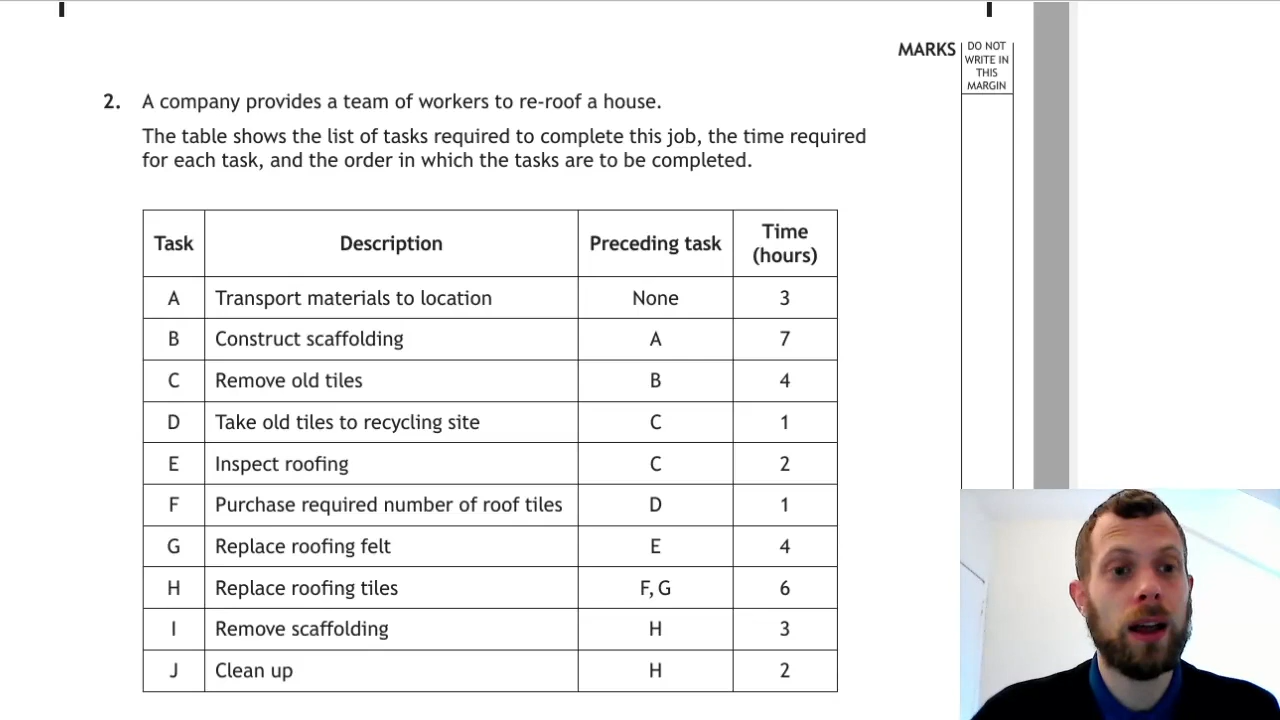 MARKS
DO NOT
WRITE IN
THIS
MARGIN
2. A company provides a team of workers to re-roof a house.
The table shows the list of tasks required to complete this job, the time required
for each task, and the order in which the tasks are to be completed.
Task Description Preceding task Time (hours)
A Transport materials to location None 3
B Construct scaffolding A 7
C Remove old tiles B 4
D Take old tiles to recycling site C 1
E Inspect roofing C 2
F Purchase required number of roof tiles D 1
G Replace roofing felt E 4
H Replace roofing tiles F, G 6
I Remove scaffolding H 3
J Clean up H 2